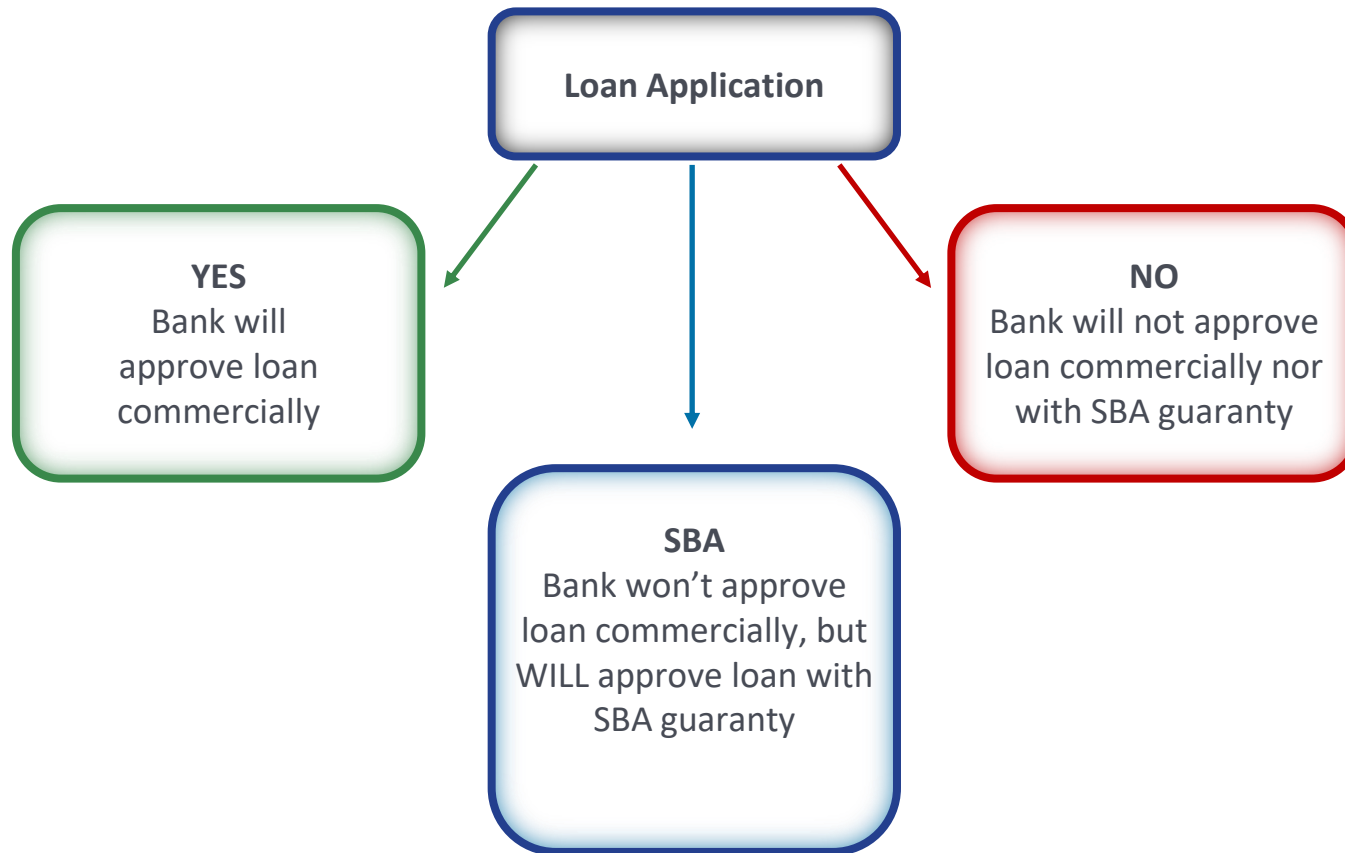 Loan Application
YES
Bank will
approve loan
commercially
NO
Bank will not approve
loan commercially nor
with SBA guaranty
SBA
Bank won’t approve
loan commercially, but
WILL approve loan with
SBA guaranty